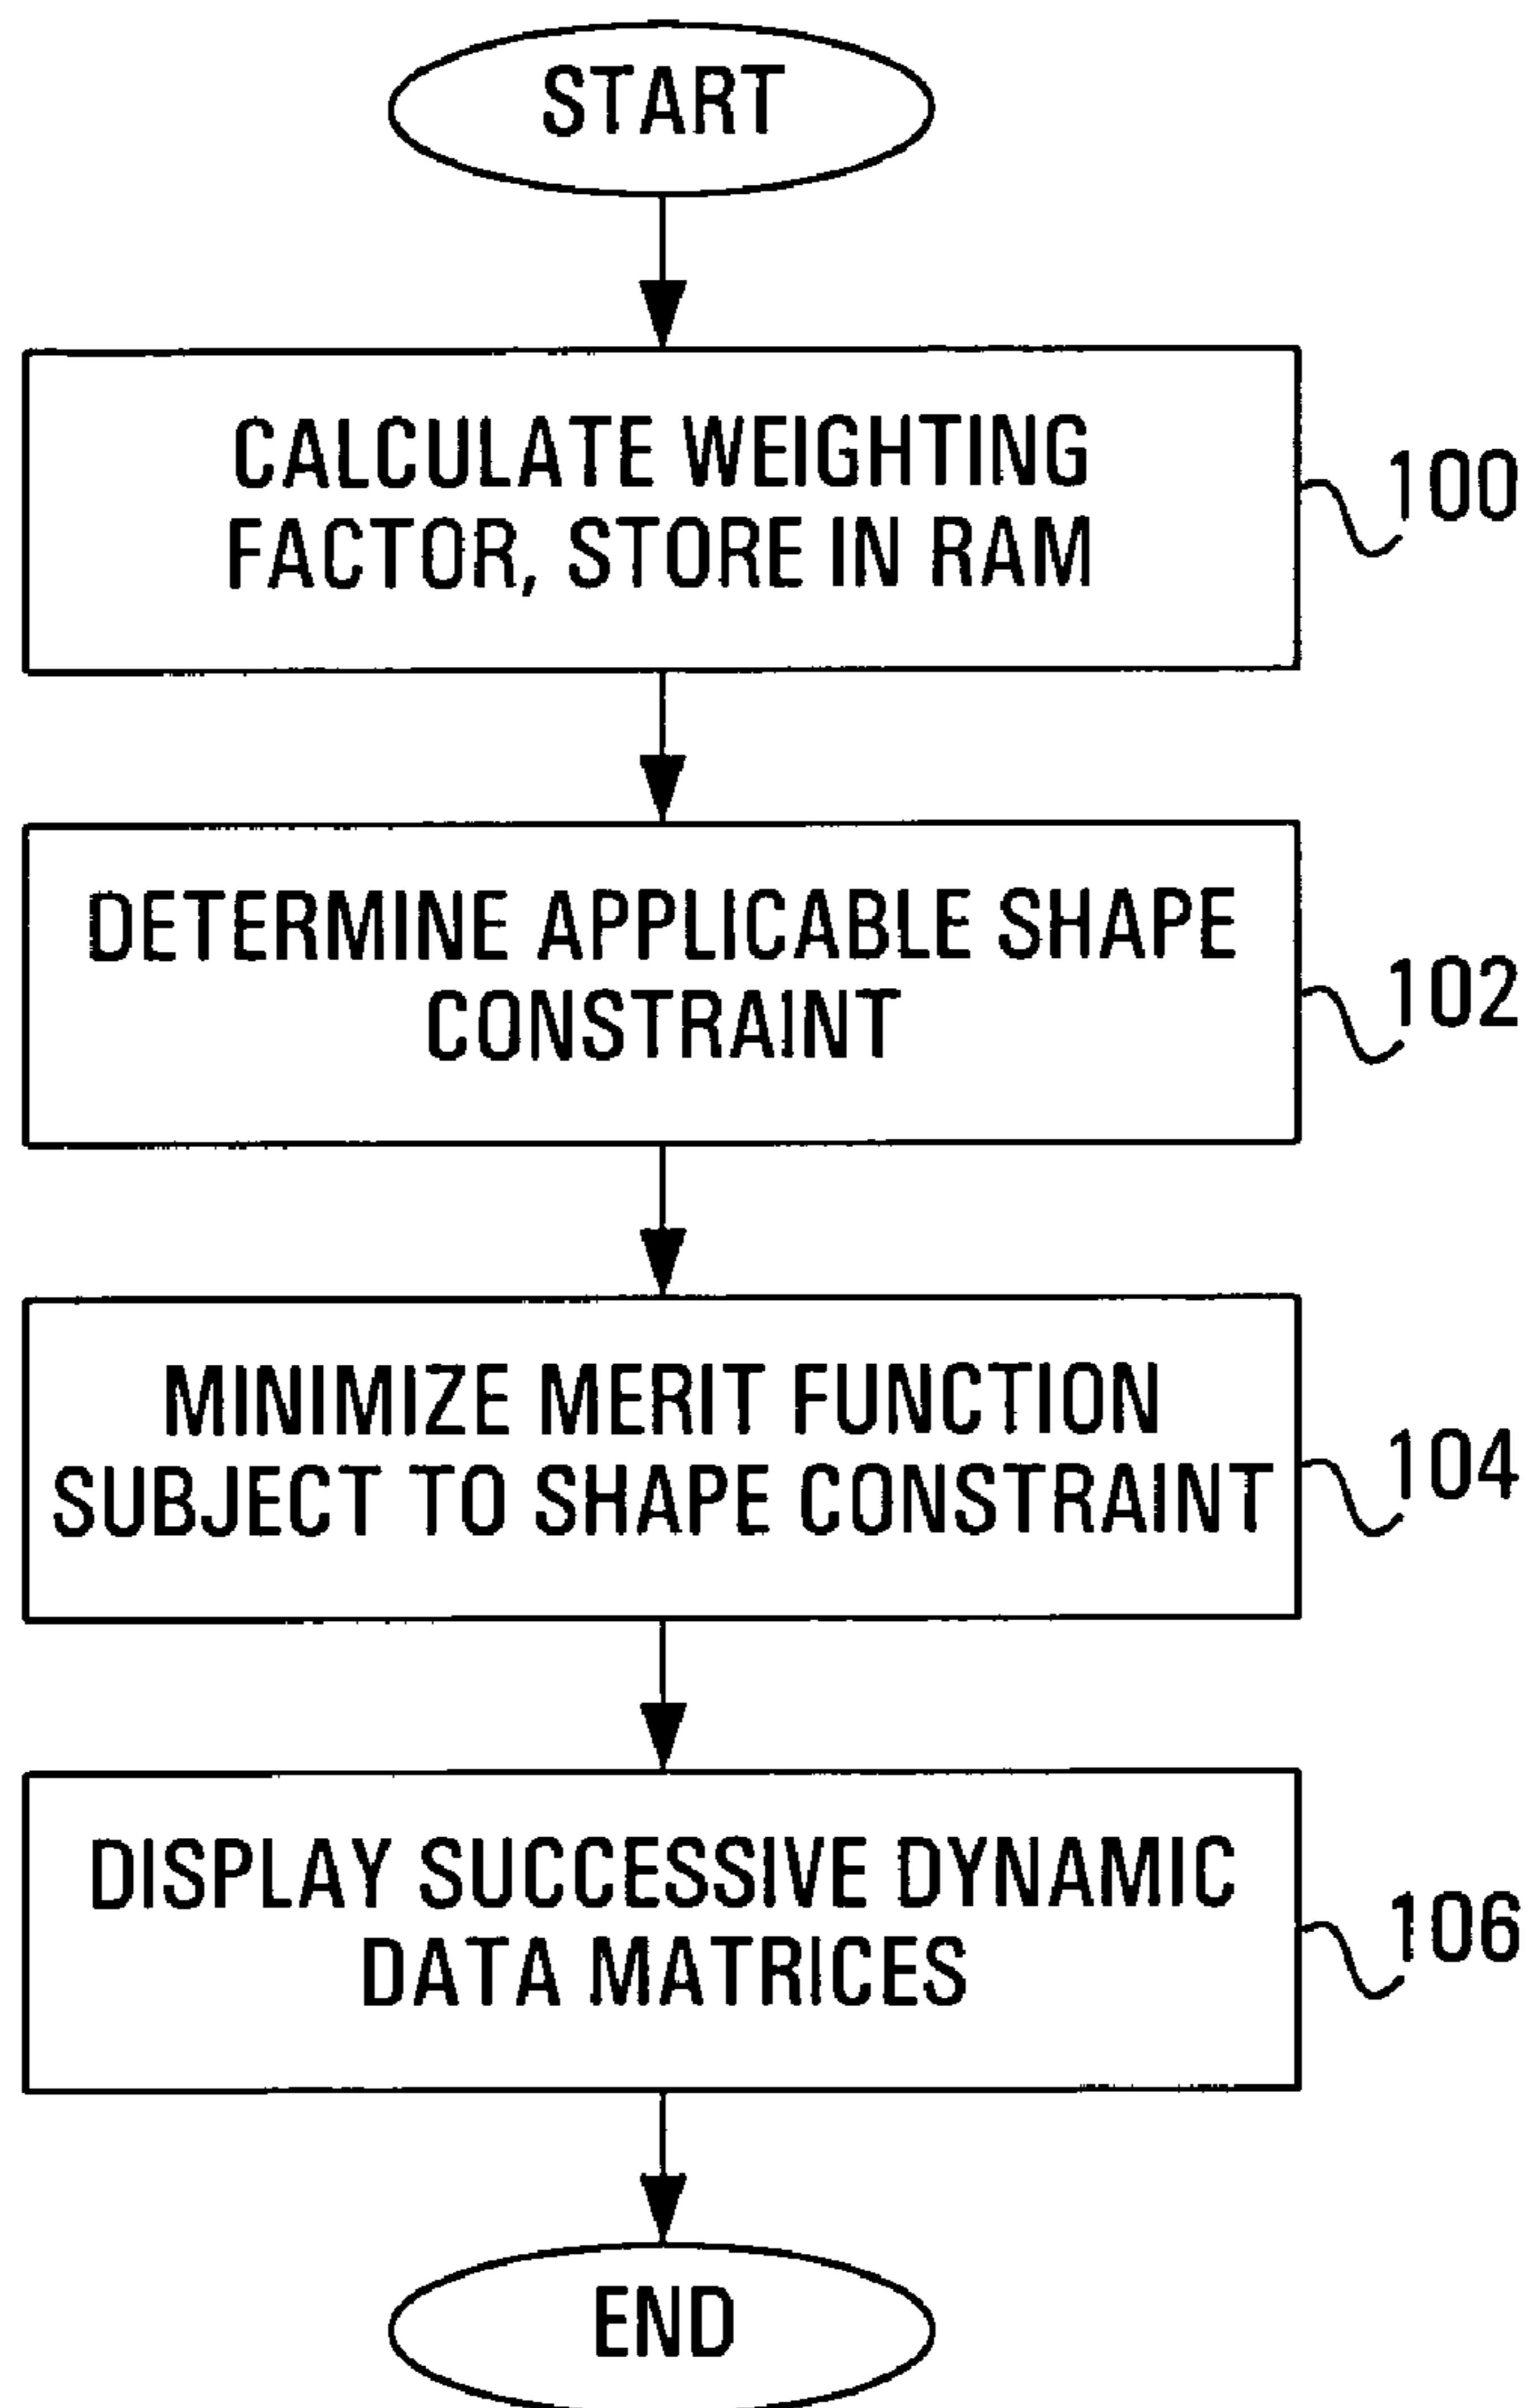 START
CALCULATE WEIGHTING
FACTOR, STORE IN RAM
100
DETERMINE APPLICABLE SHAPE
CONSTRAINT
102
MINIMIZE MERIT FUNCTION
SUBJECT TO SHAPE CONSTRAINT
104
DISPLAY SUCCESSIVE DYNAMIC
DATA MATRICES
106
END